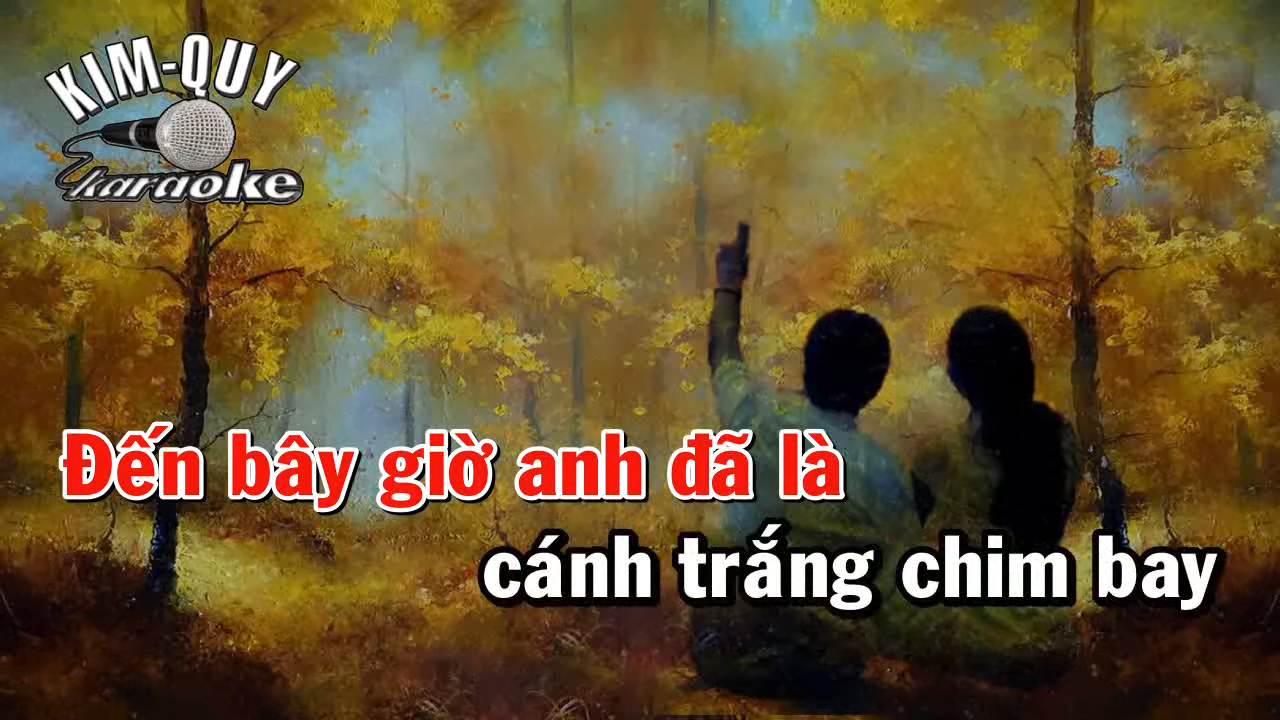 KIM-QUY
karaoke
Đến bây giờ anh đã là
cánh trắng chim bay